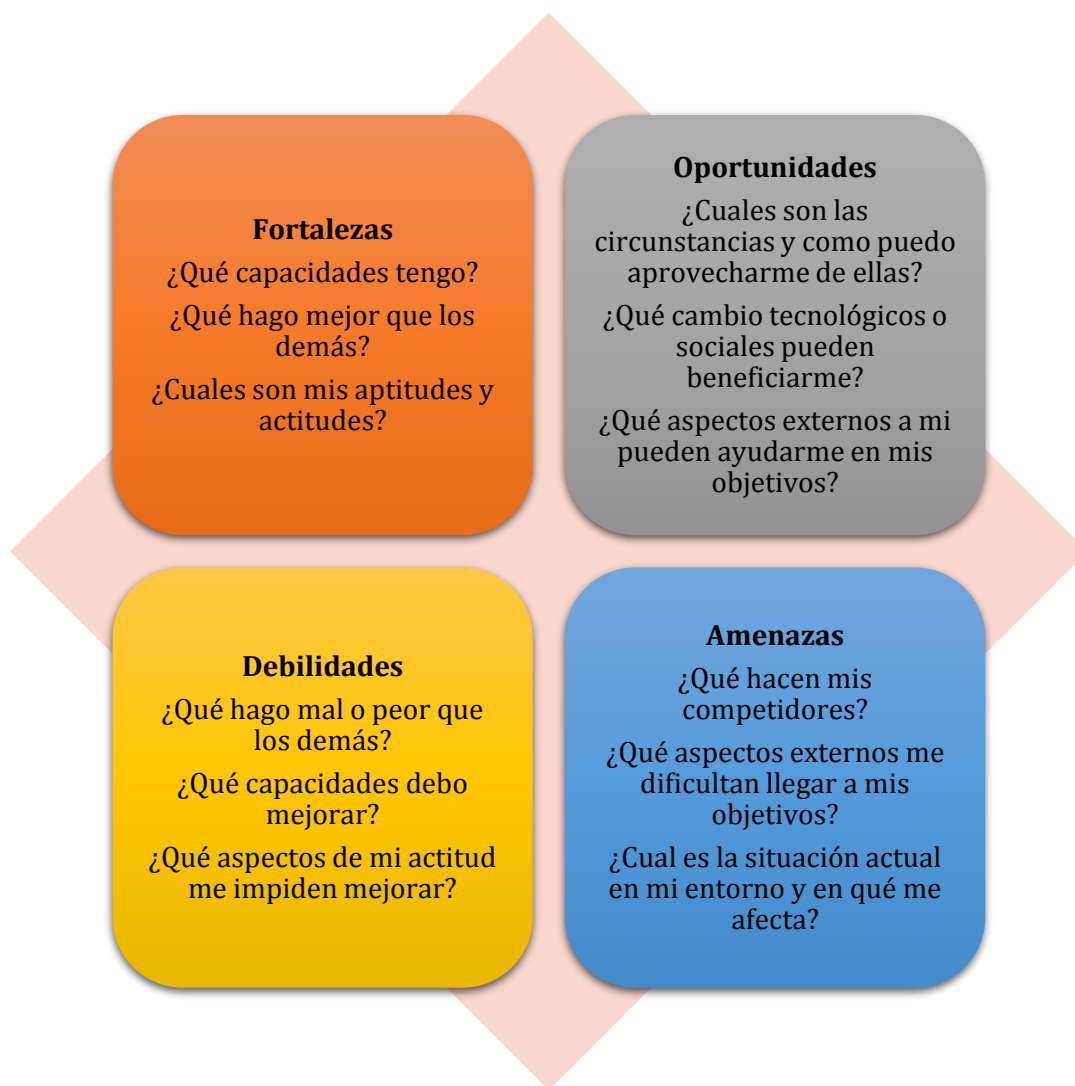 Fortalezas
¿Qué capacidades tengo?
¿Qué hago mejor que los
demás?
¿Cuales son mis aptitudes y
actitudes?
Oportunidades
¿Cuales son las
circunstancias y como puedo
aprovecharme de ellas?
¿Qué cambio tecnológicos o
sociales pueden
beneficiarme?
¿Qué aspectos externos a mi
pueden ayudarme en mis
objetivos?
Debilidades
¿Qué hago mal o peor que
los demás?
¿Qué capacidades debo
mejorar?
¿Qué aspectos de mi actitud
me impiden mejorar?
Amenazas
¿Qué hacen mis
competidores?
¿Qué aspectos externos me
dificultan llegar a mis
objetivos?
¿Cual es la situación actual
en mi entorno y en qué me
afecta?